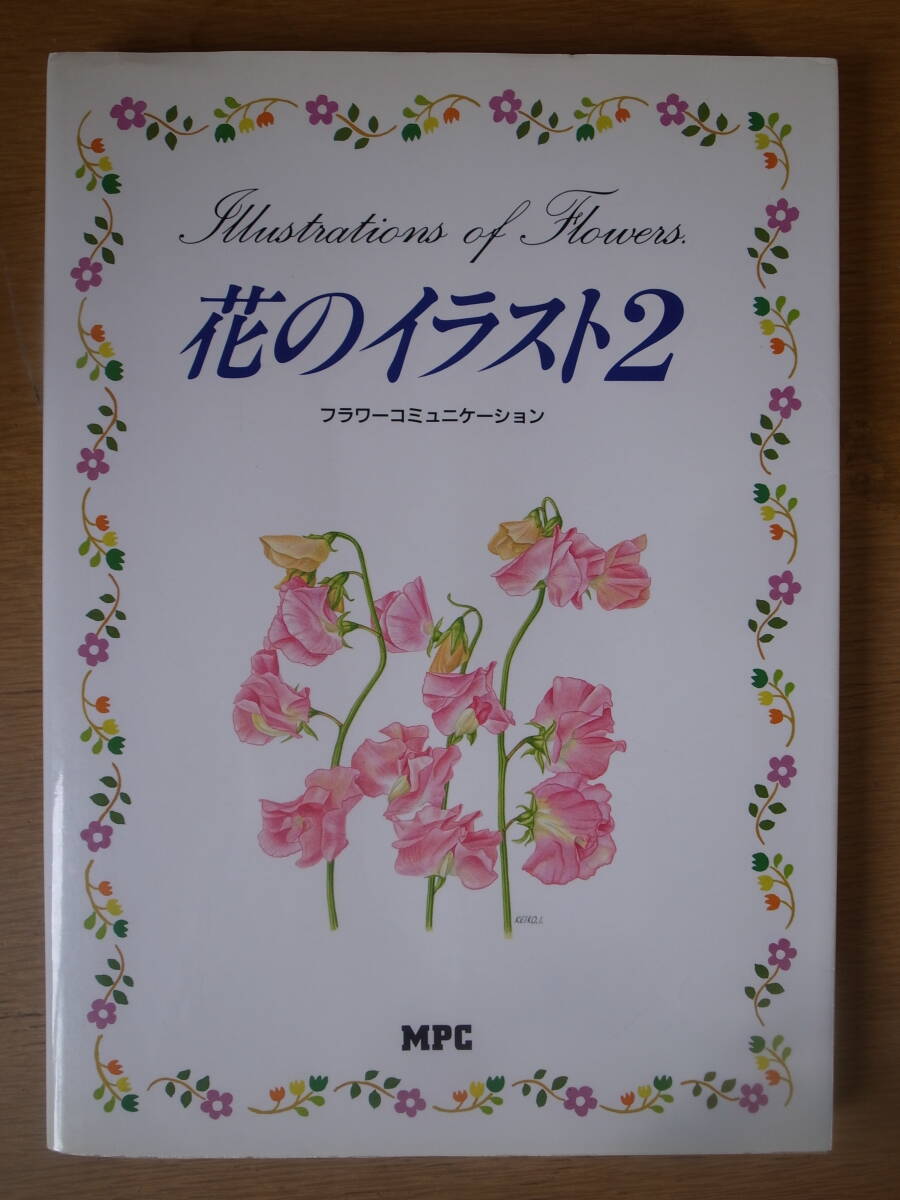 Illustrations of Flowers.
花のイラスト2
フラワーコミュニケーション
KEIKO.I.
MPC